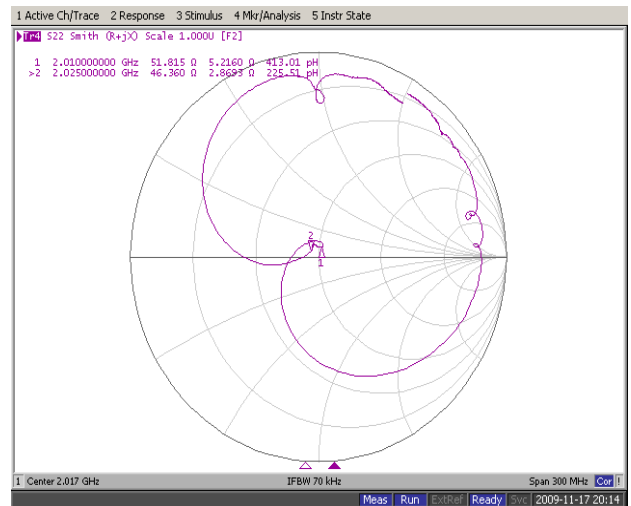 1 Active Ch/Trace 2 Response 3 Stimulus 4 Mkr/Analysis 5 Instr State
Tr4 S22 Smith (R+jX) Scale 1.000U [F2]
1 2.010000000 GHz 51.815 Ω 5.2160 Ω 413.01 pH
>2 2.025000000 GHz 46.360 Ω 2.8693 Ω 225.51 pH
2
1
1 Center 2.017 GHz IFBW 70 kHz Span 300 MHz Cor !
Meas Run ExtRef Ready Svc 2009-11-17 20:14